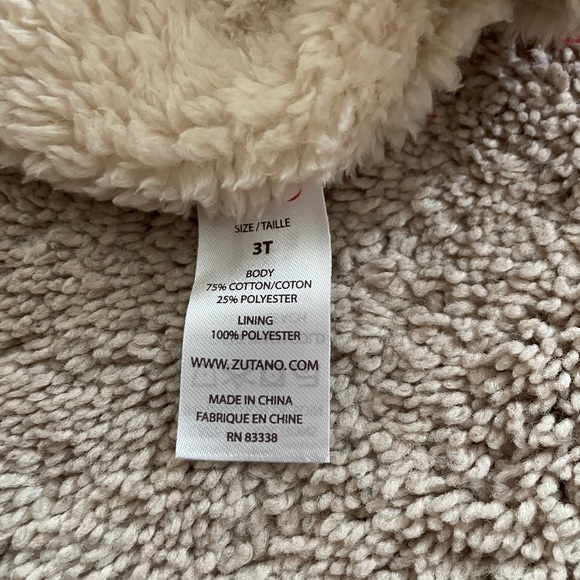 SIZE / TAILLE
3T
BODY
75% COTTON/COTON
25% POLYESTER
LINING
100% POLYESTER
WWW.ZUTANO.COM
MADE IN CHINA
FABRIQUE EN CHINE
RN 83338